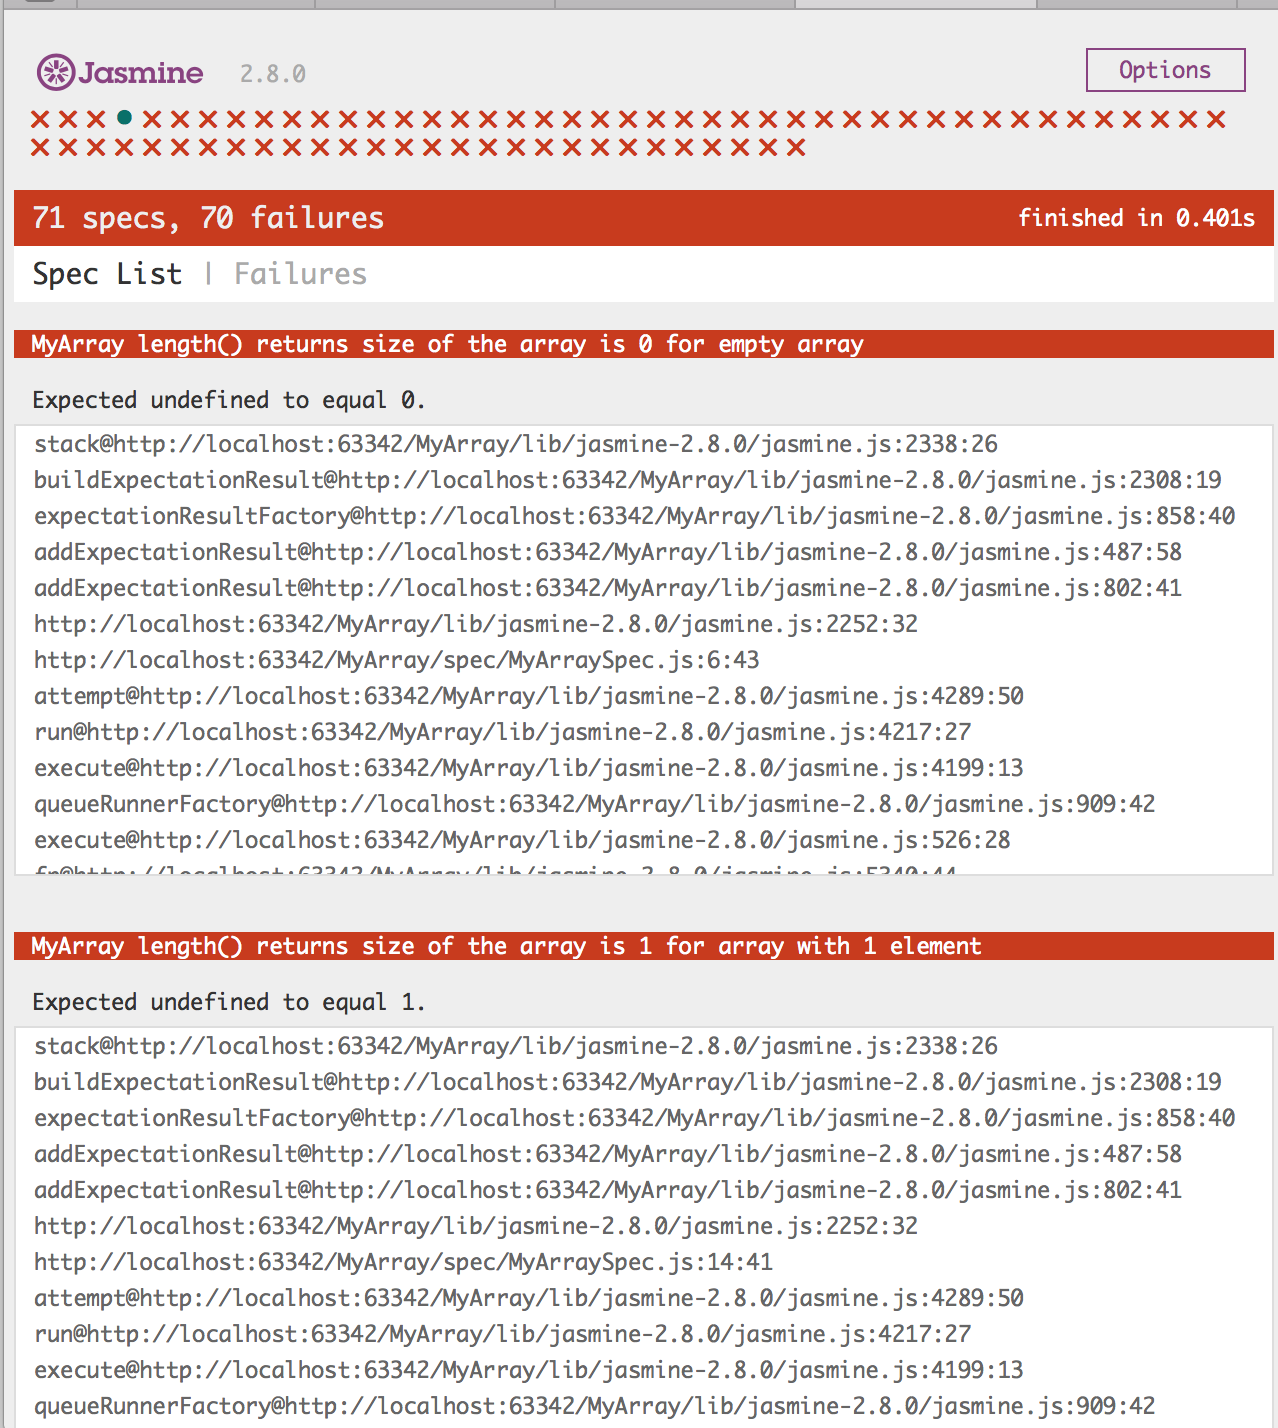 Jasmine 2.8.0 Options
71 specs, 70 failures finished in 0.401s
Spec List | Failures
MyArray length() returns size of the array is 0 for empty array
Expected undefined to equal 0.
stack@http://localhost:63342/MyArray/lib/jasmine-2.8.0/jasmine.js:2338:26
buildExpectationResult@http://localhost:63342/MyArray/lib/jasmine-2.8.0/jasmine.js:2308:19
expectationResultFactory@http://localhost:63342/MyArray/lib/jasmine-2.8.0/jasmine.js:858:40
addExpectationResult@http://localhost:63342/MyArray/lib/jasmine-2.8.0/jasmine.js:487:58
addExpectationResult@http://localhost:63342/MyArray/lib/jasmine-2.8.0/jasmine.js:802:41
http://localhost:63342/MyArray/lib/jasmine-2.8.0/jasmine.js:2252:32
http://localhost:63342/MyArray/spec/MyArraySpec.js:6:43
attempt@http://localhost:63342/MyArray/lib/jasmine-2.8.0/jasmine.js:4289:50
run@http://localhost:63342/MyArray/lib/jasmine-2.8.0/jasmine.js:4217:27
execute@http://localhost:63342/MyArray/lib/jasmine-2.8.0/jasmine.js:4199:13
queueRunnerFactory@http://localhost:63342/MyArray/lib/jasmine-2.8.0/jasmine.js:909:42
execute@http://localhost:63342/MyArray/lib/jasmine-2.8.0/jasmine.js:526:28
fn@http://localhost:63342/MyArray/lib/jasmine-2.8.0/jasmine.js:5340:44
MyArray length() returns size of the array is 1 for array with 1 element
Expected undefined to equal 1.
stack@http://localhost:63342/MyArray/lib/jasmine-2.8.0/jasmine.js:2338:26
buildExpectationResult@http://localhost:63342/MyArray/lib/jasmine-2.8.0/jasmine.js:2308:19
expectationResultFactory@http://localhost:63342/MyArray/lib/jasmine-2.8.0/jasmine.js:858:40
addExpectationResult@http://localhost:63342/MyArray/lib/jasmine-2.8.0/jasmine.js:487:58
addExpectationResult@http://localhost:63342/MyArray/lib/jasmine-2.8.0/jasmine.js:802:41
http://localhost:63342/MyArray/lib/jasmine-2.8.0/jasmine.js:2252:32
http://localhost:63342/MyArray/spec/MyArraySpec.js:14:41
attempt@http://localhost:63342/MyArray/lib/jasmine-2.8.0/jasmine.js:4289:50
run@http://localhost:63342/MyArray/lib/jasmine-2.8.0/jasmine.js:4217:27
execute@http://localhost:63342/MyArray/lib/jasmine-2.8.0/jasmine.js:4199:13
queueRunnerFactory@http://localhost:63342/MyArray/lib/jasmine-2.8.0/jasmine.js:909:42